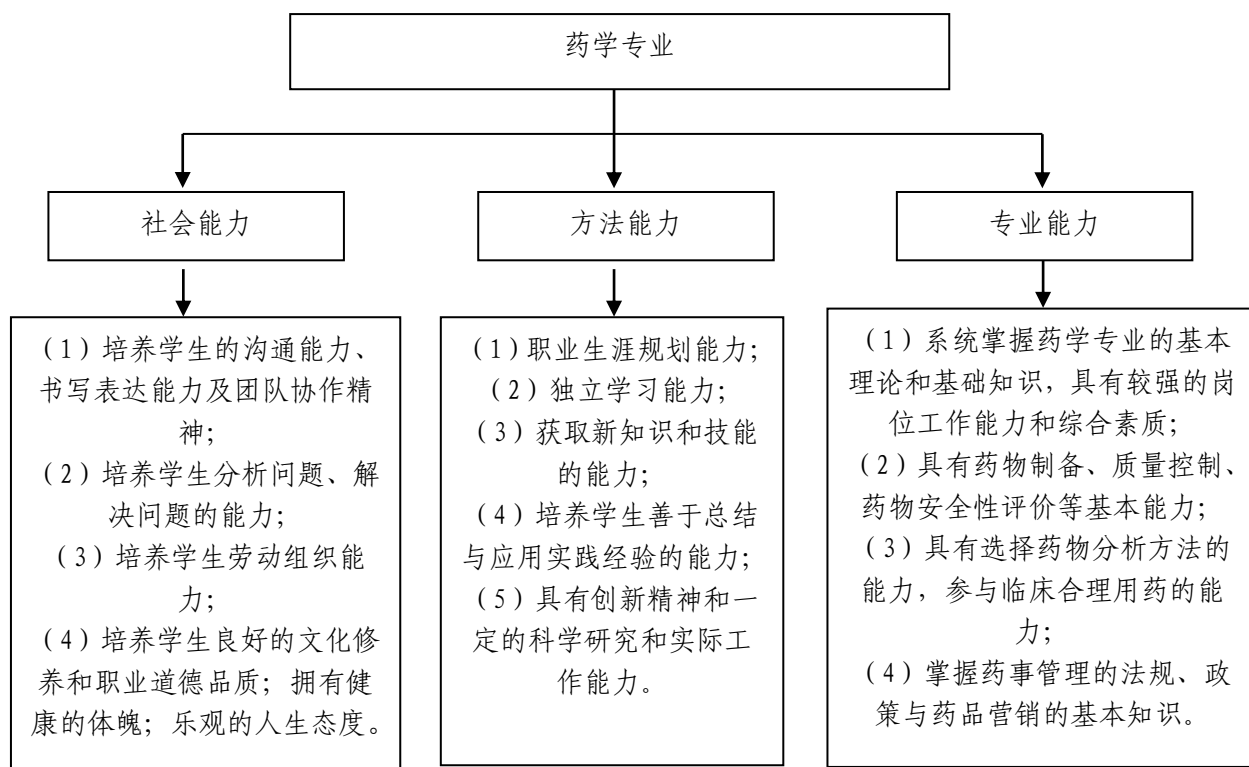 药学专业
社会能力
方法能力
专业能力
（1）培养学生的沟通能力、
书写表达能力及团队协作精
神；
（2）培养学生分析问题、解
决问题的能力；
（3）培养学生劳动组织能
力；
（4）培养学生良好的文化修
养和职业道德品质；拥有健
康的体魄；乐观的人生态度。
（1）职业生涯规划能力；
（2）独立学习能力；
（3）获取新知识和技能
的能力；
（4）培养学生善于总结
与应用实践经验的能力；
（5）具有创新精神和一
定的科学研究和实际工
作能力。
（1）系统掌握药学专业的基本
理论和基础知识，具有较强的岗
位工作能力和综合素质；
（2）具有药物制备、质量控制、
药物安全性评价等基本能力；
（3）具有选择药物分析方法的
能力，参与临床合理用药的能
力；
（4）掌握药事管理的法规、政
策与药品营销的基本知识。